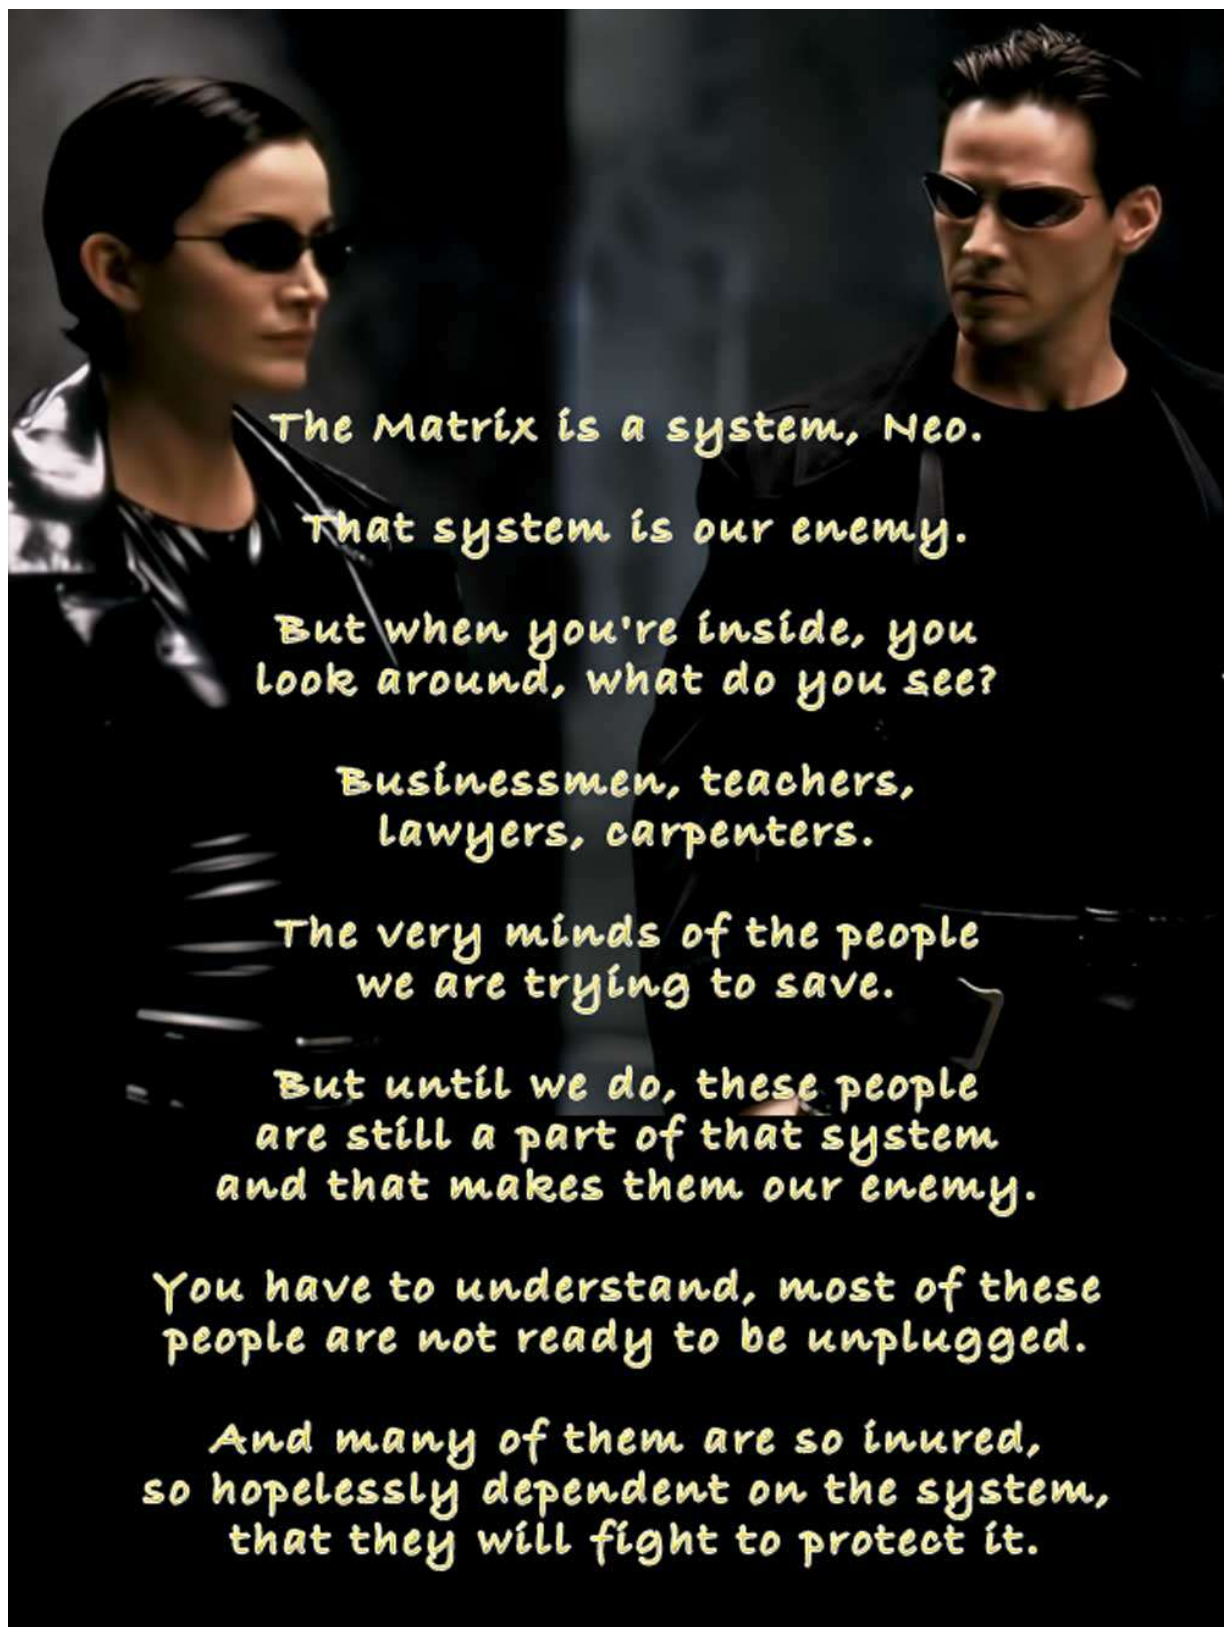 The Matrix is a system, Neo.
That system is our enemy.
But when you're inside, you
look around, what do you see?
Businessmen, teachers,
lawyers, carpenters.
The very minds of the people
we are trying to save.
But until we do, these people
are still a part of that system
and that makes them our enemy.
You have to understand, most of these
people are not ready to be unplugged.
And many of them are so inured,
so hopelessly dependent on the system,
that they will fight to protect it.